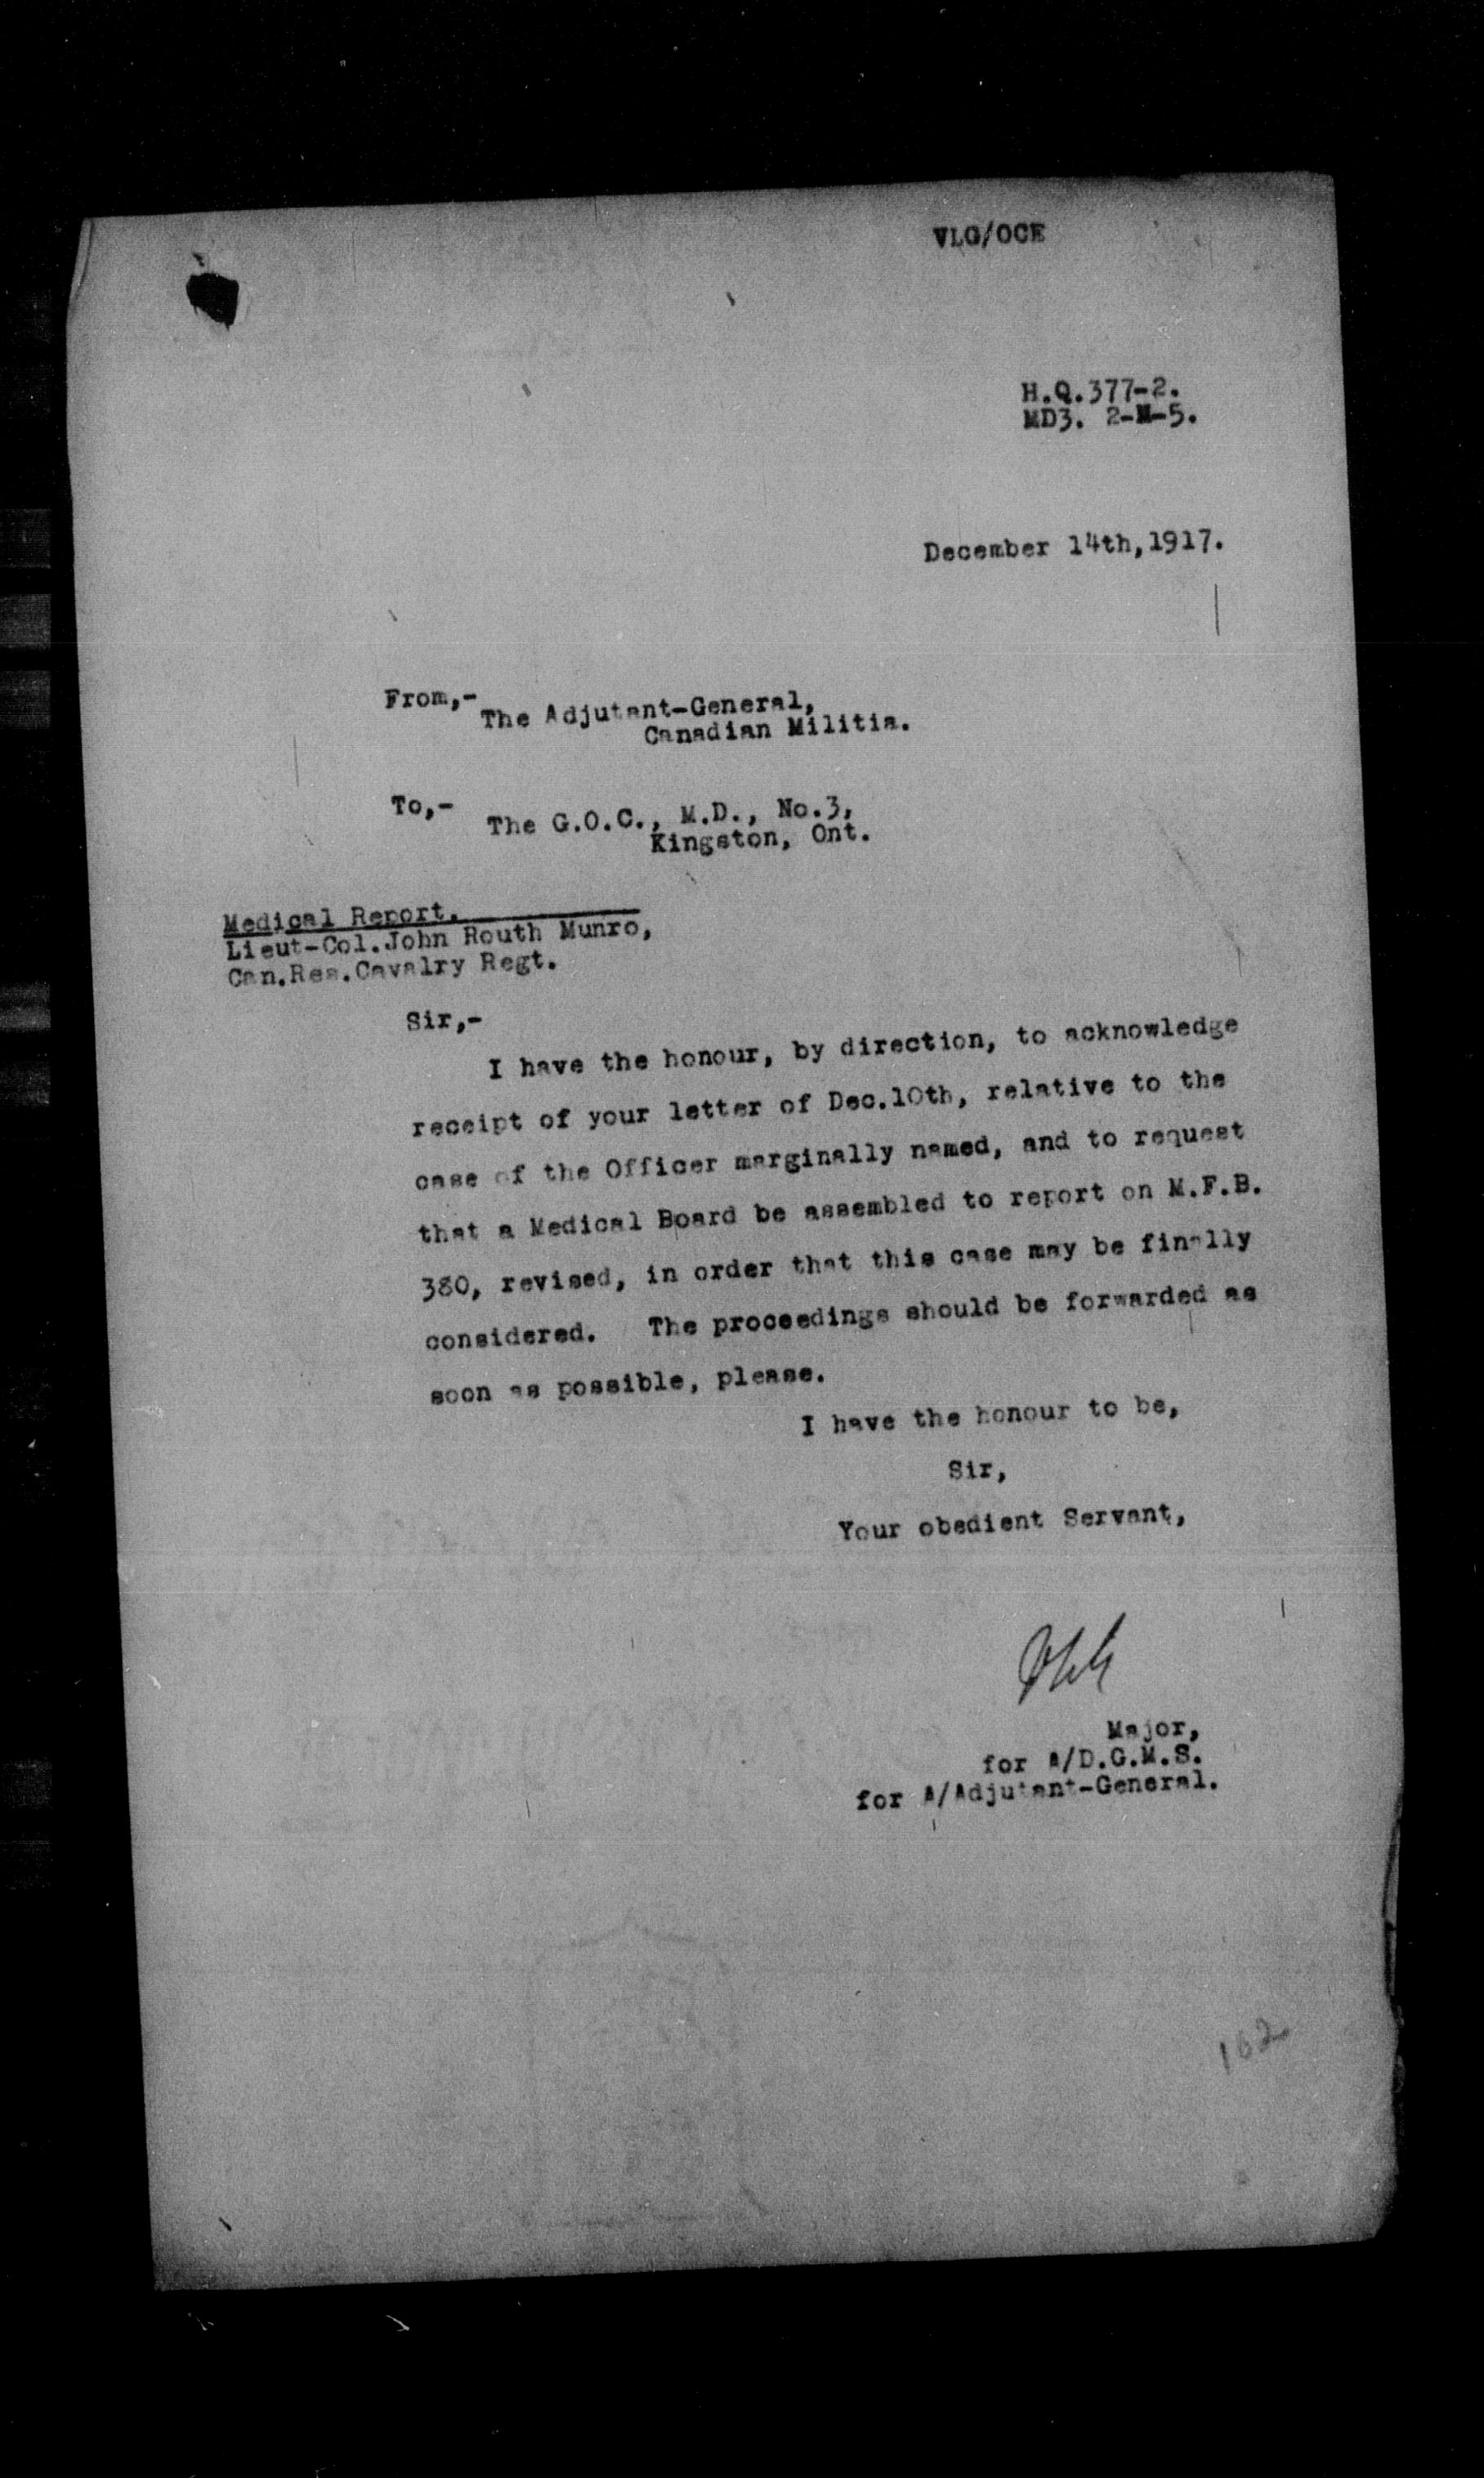 VLG/OCE
H.Q.377-2.
MD3. 2-M-5.
December 14th,1917.
From,-
The Adjutant-General,
Canadian Militia.
To,-
The G.O.C., M.D., No.3,
Kingston, Ont.
Medical Report.
Lieut-Col.John Routh Munro,
Can.Res.Cavalry Regt.
Sir,-
I have the honour, by direction, to acknowledge
receipt of your letter of Dec.10th, relative to the
case of the Officer marginally named, and to request
that a Medical Board be assembled to report on M.F.B.
380, revised, in order that this case may be finally
considered. The proceedings should be forwarded as
soon as possible, please.
I have the honour to be,
Sir,
Your obedient Servant,
Major,
for A/D.G.M.S.
for A/Adjutant-General.
162